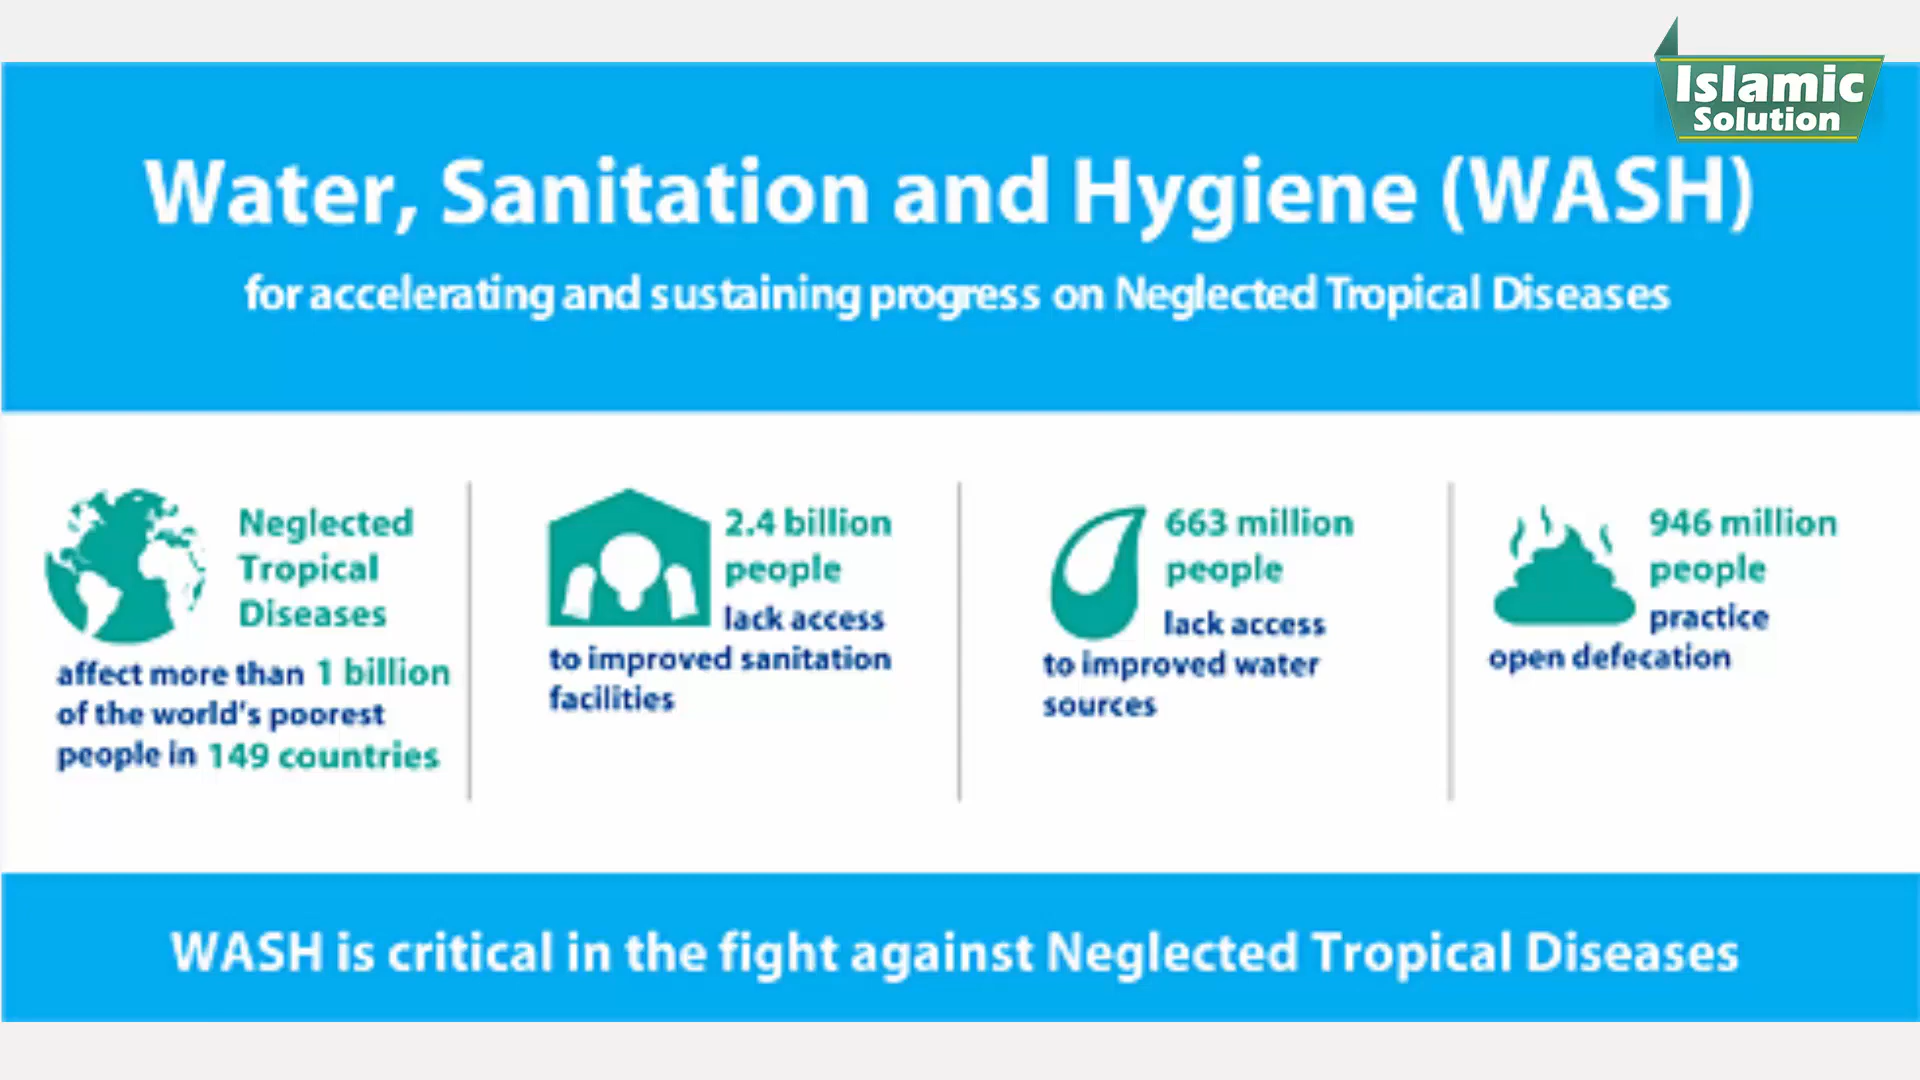 Islamic
Solution
Water, Sanitation and Hygiene (WASH)
for accelerating and sustaining progress on Neglected Tropical Diseases
Neglected
Tropical
Diseases
affect more than 1 billion
of the world's poorest
people in 149 countries
2.4 billion
people
lack access
to improved sanitation
facilities
663 million
people
lack access
to improved water
sources
946 million
people
practice
open defecation
WASH is critical in the fight against Neglected Tropical Diseases